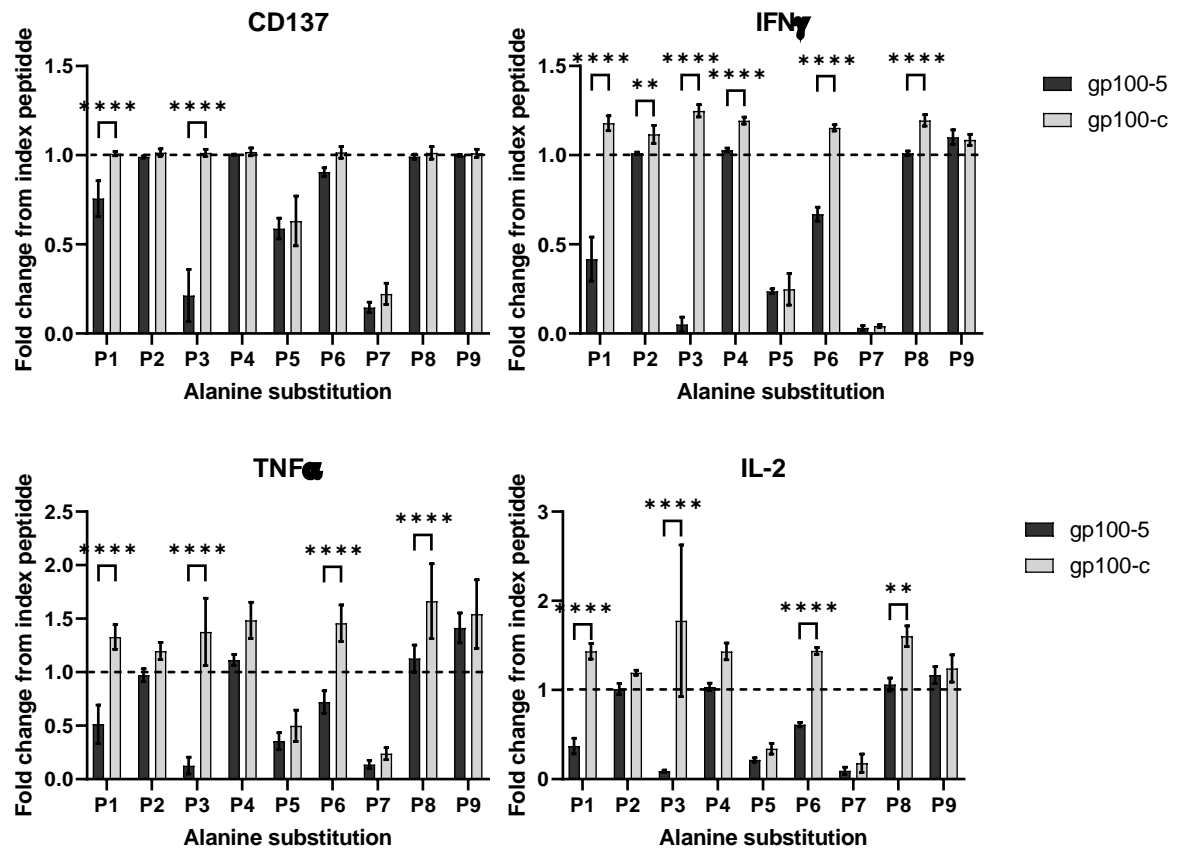 CD137
Fold change from index peptidde
1.5
1.0
0.5
0.0
**** ****
P1 P2 P3 P4 P5 P6 P7 P8 P9
Alanine substitution
IFNγ
Fold change from index peptidde
1.5
1.0
0.5
0.0
**** ** **** **** **** ****
P1 P2 P3 P4 P5 P6 P7 P8 P9
Alanine substitution
gp100-5
gp100-c
TNFα
Fold change from index peptidde
2.5
2.0
1.5
1.0
0.5
0.0
**** **** **** ****
P1 P2 P3 P4 P5 P6 P7 P8 P9
Alanine substitution
IL-2
Fold change from index peptidde
3
2
1
0
**** **** **** **
P1 P2 P3 P4 P5 P6 P7 P8 P9
Alanine substitution
gp100-5
gp100-c